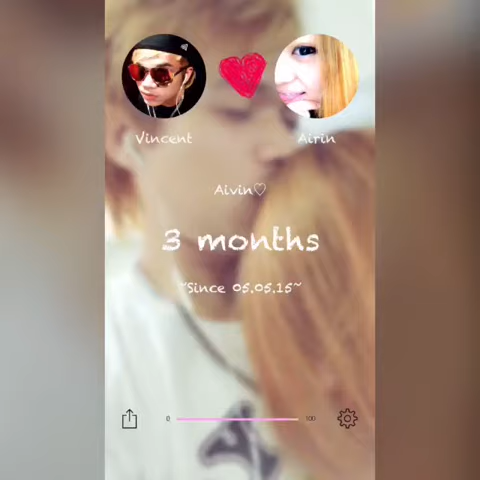 Vincent
Airin
Aivin♡
3 months
~Since 05.05.15~
0
100